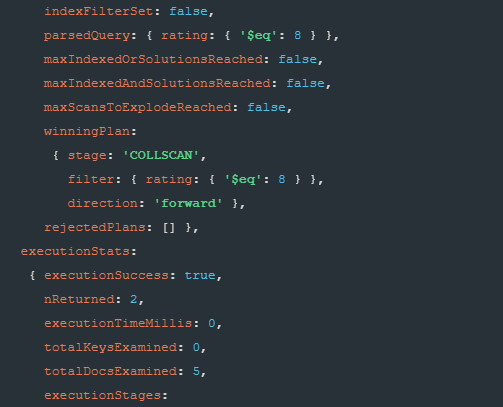 indexFilterSet: false,
parsedQuery: { rating: { '$eq': 8 } },
maxIndexedOrSolutionsReached: false,
maxIndexedAndSolutionsReached: false,
maxScansToExplodeReached: false,
winningPlan:
{ stage: 'COLLSCAN',
filter: { rating: { '$eq': 8 } },
direction: 'forward' },
rejectedPlans: [] },
executionStats:
{ executionSuccess: true,
nReturned: 2,
executionTimeMillis: 0,
totalKeysExamined: 0,
totalDocsExamined: 5,
executionStages: